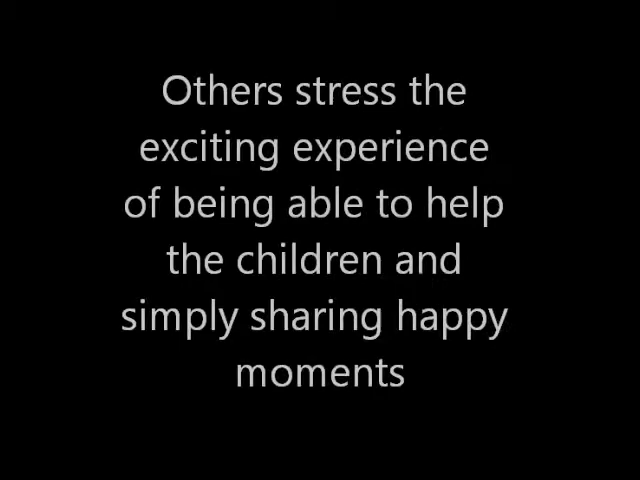 Others stress the
exciting experience
of being able to help
the children and
simply sharing happy
moments